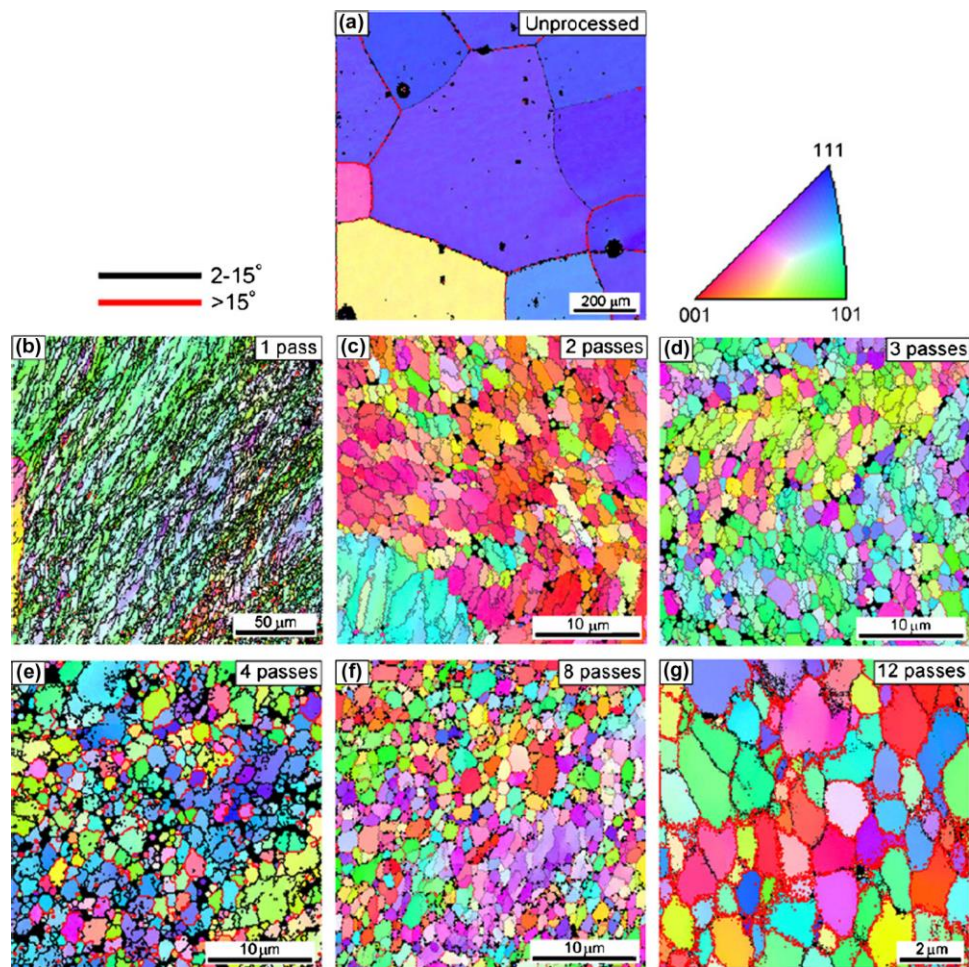 (a) Unprocessed
200 μm
2-15°
>15°
111
001 101
(b) 1 pass
50 μm
(c) 2 passes
10 μm
(d) 3 passes
10 μm
(e) 4 passes
10 μm
(f) 8 passes
10 μm
(g) 12 passes
2 μm